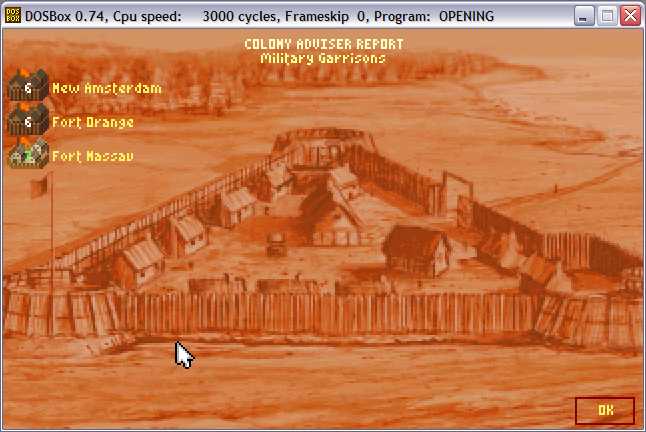 DOSBox 0.74, Cpu speed: 3000 cycles, Frameskip 0, Program: OPENING
COLONY ADVISER REPORT
Military Garrisons
6 New Amsterdam
6 Fort Orange
Fort Nassau
OK